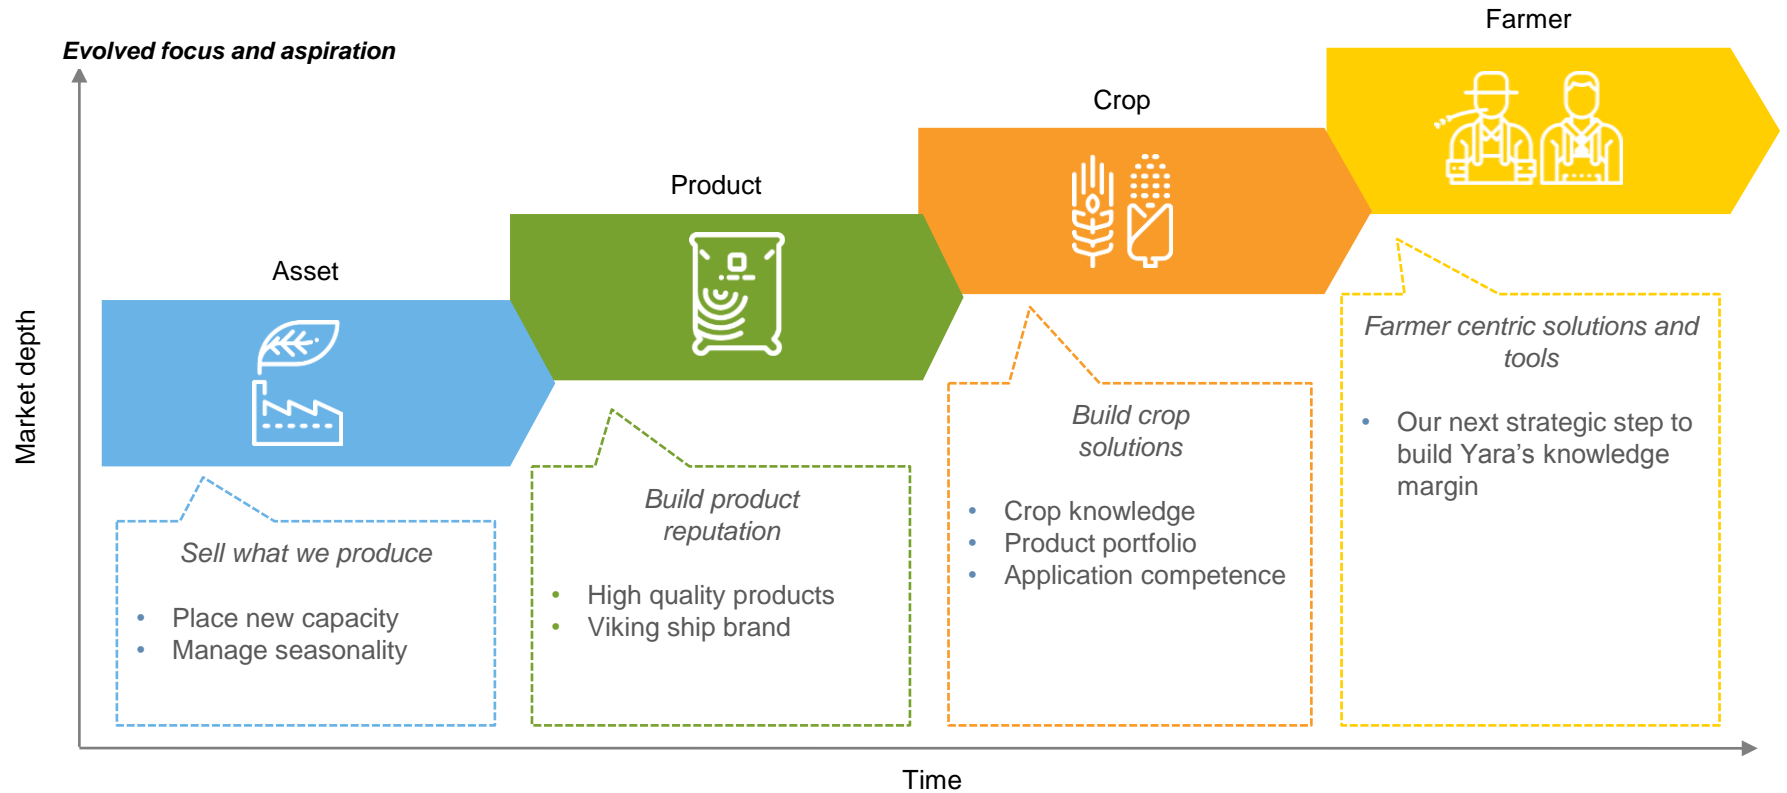 Evolved focus and aspiration
Market depth
Asset
Sell what we produce
• Place new capacity
• Manage seasonality
Product
Build product
reputation
• High quality products
• Viking ship brand
Crop
Build crop
solutions
• Crop knowledge
• Product portfolio
• Application competence
Farmer
Farmer centric solutions and
tools
• Our next strategic step to
build Yara’s knowledge
margin
Time